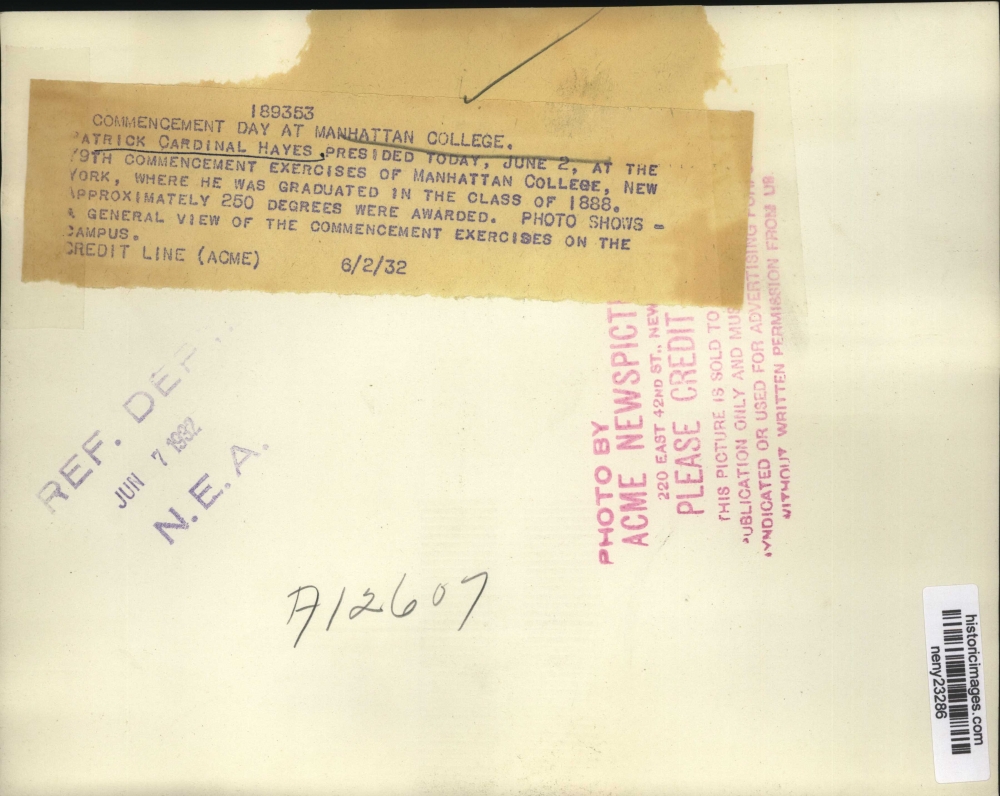 189353
COMMENCEMENT DAY AT MANHATTAN COLLEGE.
PATRICK CARDINAL HAYES, PRESIDED TODAY, JUNE 2, AT THE
79TH COMMENCEMENT EXERCISES OF MANHATTAN COLLEGE, NEW
YORK, WHERE HE WAS GRADUATED IN THE CLASS OF 1888.
APPROXIMATELY 250 DEGREES WERE AWARDED. PHOTO SHOWS -
A GENERAL VIEW OF THE COMMENCEMENT EXERCISES ON THE
CAMPUS.
CREDIT LINE (ACME) 6/2/32
REF. DEP
JUN 7 1932
N.E.A.
PHOTO BY
ACME NEWSPICT
220 EAST 42ND ST., NEW
PLEASE CREDIT
THIS PICTURE IS SOLD TO
PUBLICATION ONLY AND MUS
SYNDICATED OR USED FOR ADVERTISING PURP
WITHOUT WRITTEN PERMISSION FROM US
A12607
historicimages.com
neny23286